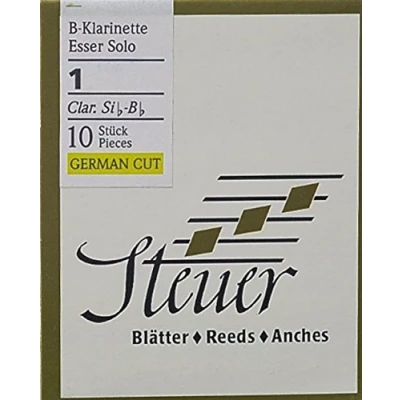 B-Klarinette
Esser Solo
1
Clar. Si♭-B♭
10 Stück
Pieces
GERMAN CUT
Steuer
Blätter ♦ Reeds ♦ Anches